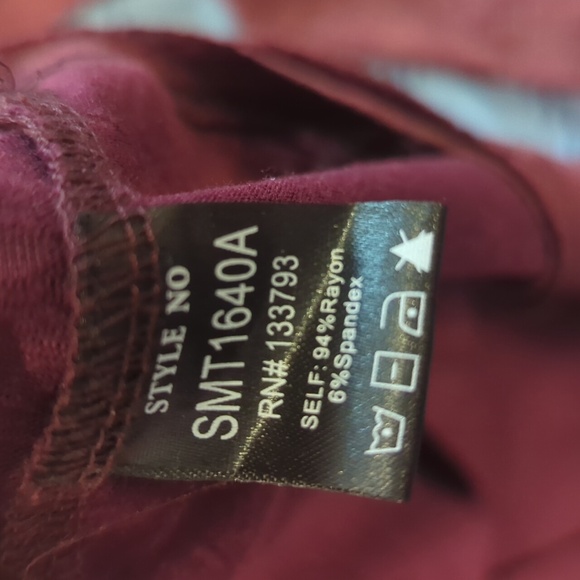 STYLE NO
SMT1640A
RN# 133793
SELF: 94%Rayon
6%Spandex